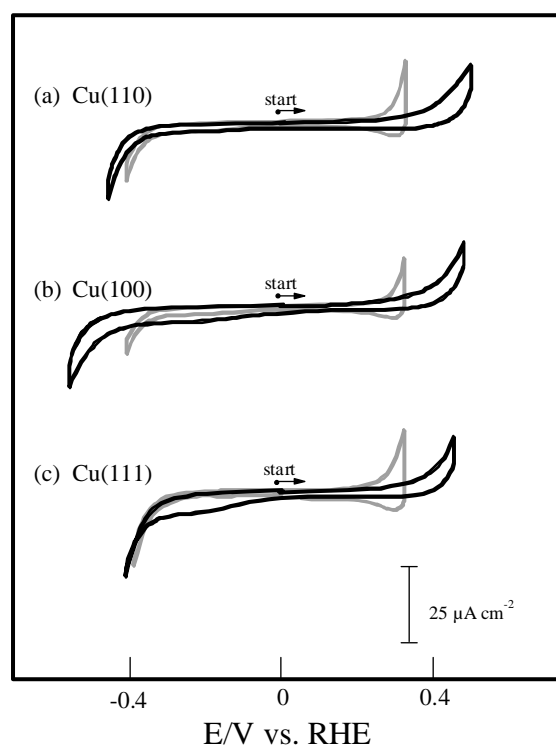 (a) Cu(110)
start
(b) Cu(100)
start
(c) Cu(111)
start
25 µA cm⁻²
-0.4 0 0.4
E/V vs. RHE